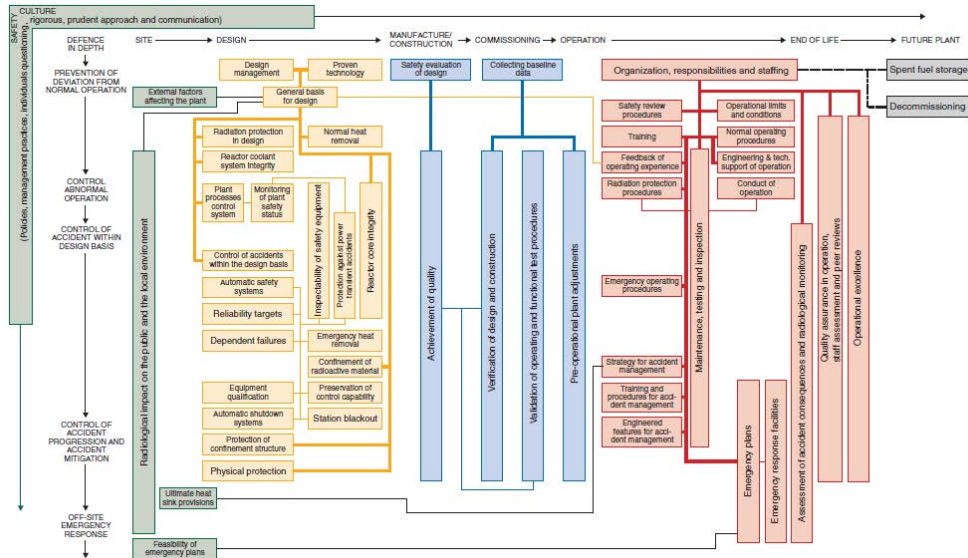 SAFETY CULTURE
rigorous, prudent approach and communication)
(Policies, management practices, individuals questioning,
DEFENCE
IN DEPTH
SITE
DESIGN
MANUFACTURE/
CONSTRUCTION
COMMISSIONING
OPERATION
END OF LIFE
FUTURE PLANT
PREVENTION OF
DEVIATION FROM
NORMAL OPERATION
CONTROL
ABNORMAL
OPERATION
CONTROL OF
ACCIDENT WITHIN
DESIGN BASIS
CONTROL OF
ACCIDENT
PROGRESSION AND
ACCIDENT
MITIGATION
OFF-SITE
EMERGENCY
RESPONSE
External factors
affecting the plant
Radiological impact on the public and the local environment
Ultimate heat
sink provisions
Feasibility of
emergency plans
Design
management
Proven
technology
General basis
for design
Radiation protection
in design
Normal heat
removal
Reactor coolant
system integrity
Plant
processes
control
system
Monitoring
of plant
safety
status
Inspectability of safety equipment
Protection against power
transient accidents
Reactor core integrity
Control of accidents
within the design basis
Automatic safety
systems
Reliability targets
Dependent failures
Emergency heat
removal
Confinement of
radioactive material
Equipment
qualification
Preservation of
control capability
Automatic shutdown
systems
Station blackout
Protection of
confinement structure
Physical protection
Safety evaluation
of design
Achievement of quality
Collecting baseline
data
Verification of design and construction
Validation of operating and functional test procedures
Pre-operational plant adjustments
Organization, responsibilities and staffing
Safety review
procedures
Operational limits
and conditions
Training
Normal operating
procedures
Feedback of
operating experience
Engineering & tech.
support of operation
Radiation protection
procedures
Conduct of
operation
Maintenance, testing and inspection
Emergency operating
procedures
Strategy for accident
management
Training and
procedures for acci-
dent management
Engineered
features for acci-
dent management
Emergency plans
Emergency response facilities
Assessment of accident consequences and radiological monitoring
Quality assurance in operation,
staff assessment and peer reviews
Operational excellence
Spent fuel storage
Decommissioning